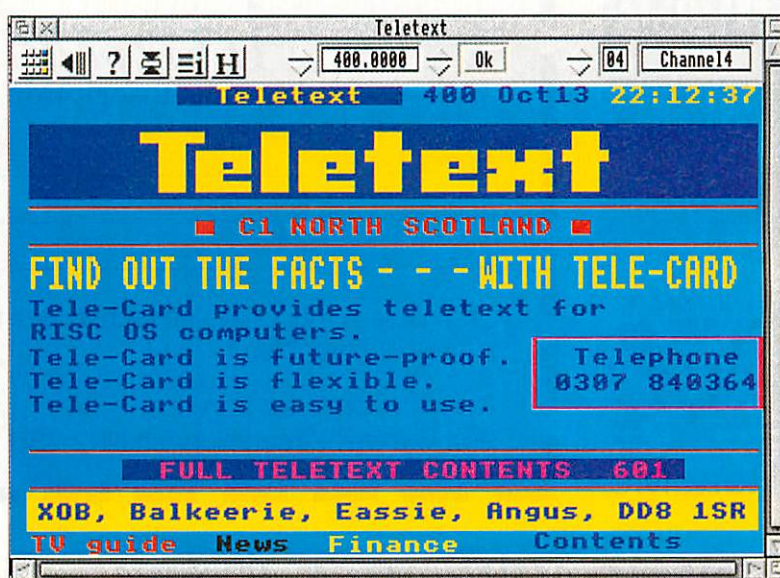 Teletext
? i H 400.0000 Ok 04 Channel4
Teletext 400 Oct13 22:12:37
Teletext
C1 NORTH SCOTLAND
FIND OUT THE FACTS - - - WITH TELE-CARD
Tele-Card provides teletext for
RISC OS computers.
Tele-Card is future-proof.
Tele-Card is flexible.
Tele-Card is easy to use.
Telephone
0307 840364
FULL TELETEXT CONTENTS 601
XOB, Balkeerie, Eassie, Angus, DD8 1SR
TV guide News Finance Contents